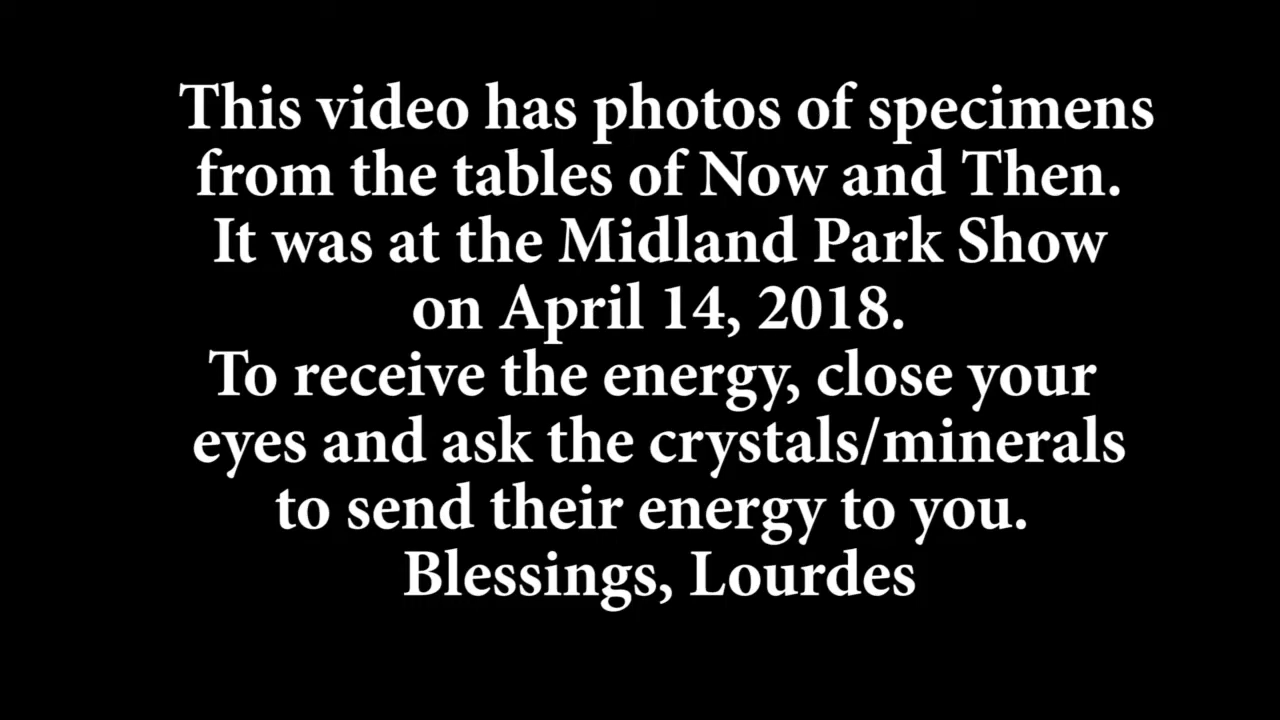 This video has photos of specimens
from the tables of Now and Then.
It was at the Midland Park Show
on April 14, 2018.
To receive the energy, close your
eyes and ask the crystals/minerals
to send their energy to you.
Blessings, Lourdes